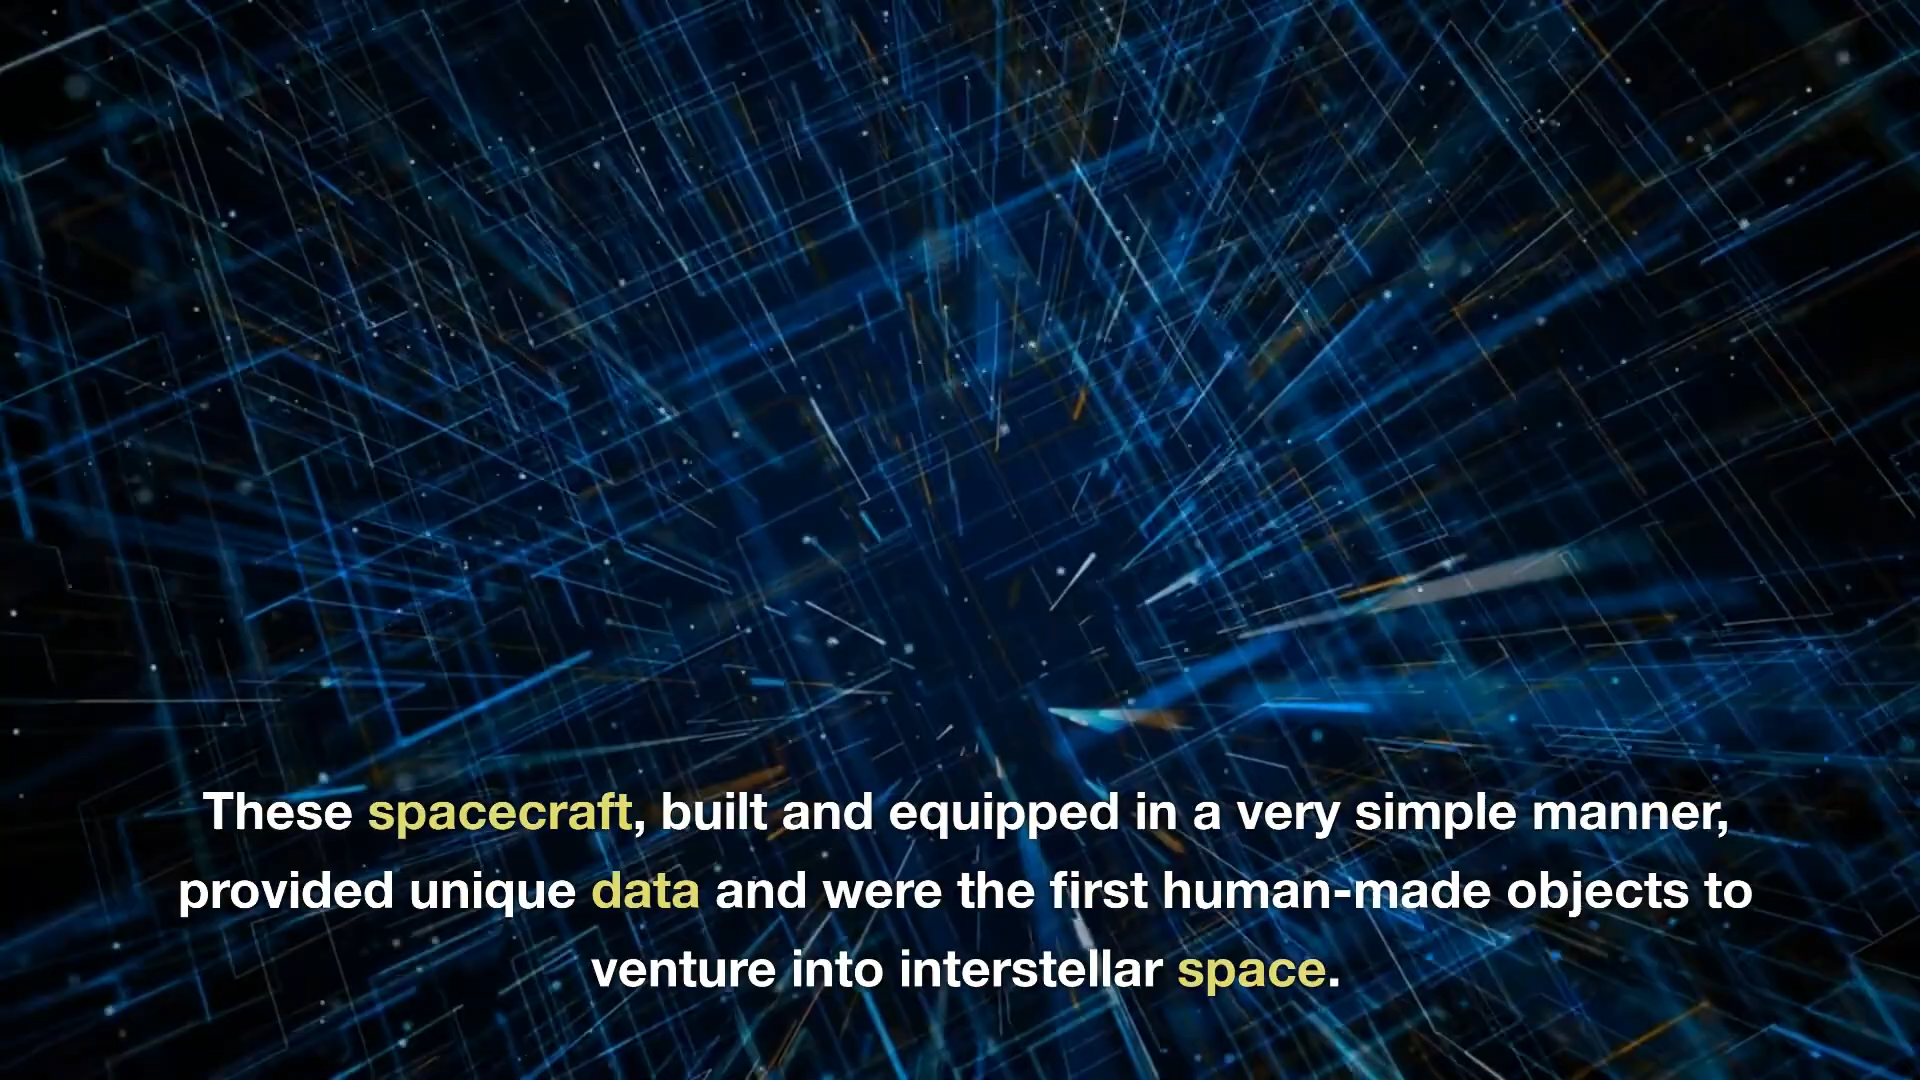 These spacecraft, built and equipped in a very simple manner,
provided unique data and were the first human-made objects to
venture into interstellar space.